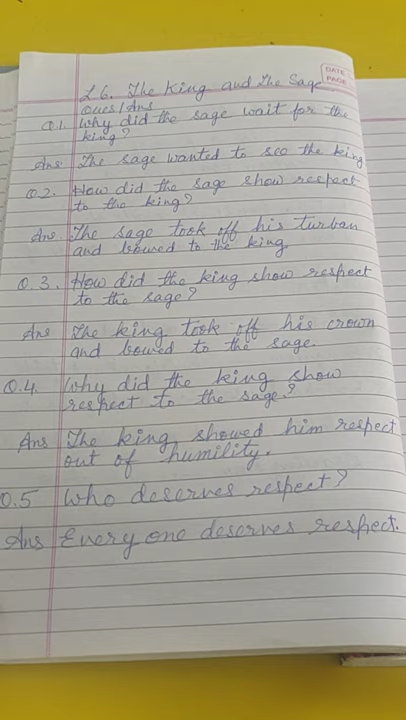 DATE
PAGE
L6. The King and The Sage
Ques/Ans
Q.1. Why did the sage wait for the
king?
Ans The sage wanted to see the king
Q.2. How did the sage show respect
to the king?
Ans The sage took off his turban
and bowed to the king
Q.3. How did the king show respect
to the sage?
Ans The king took off his crown
and bowed to the sage.
Q.4. Why did the king show
respect to the sage?
Ans The king showed him respect
out of humility.
Q.5 Who deserves respect?
Ans Every one deserves respect.